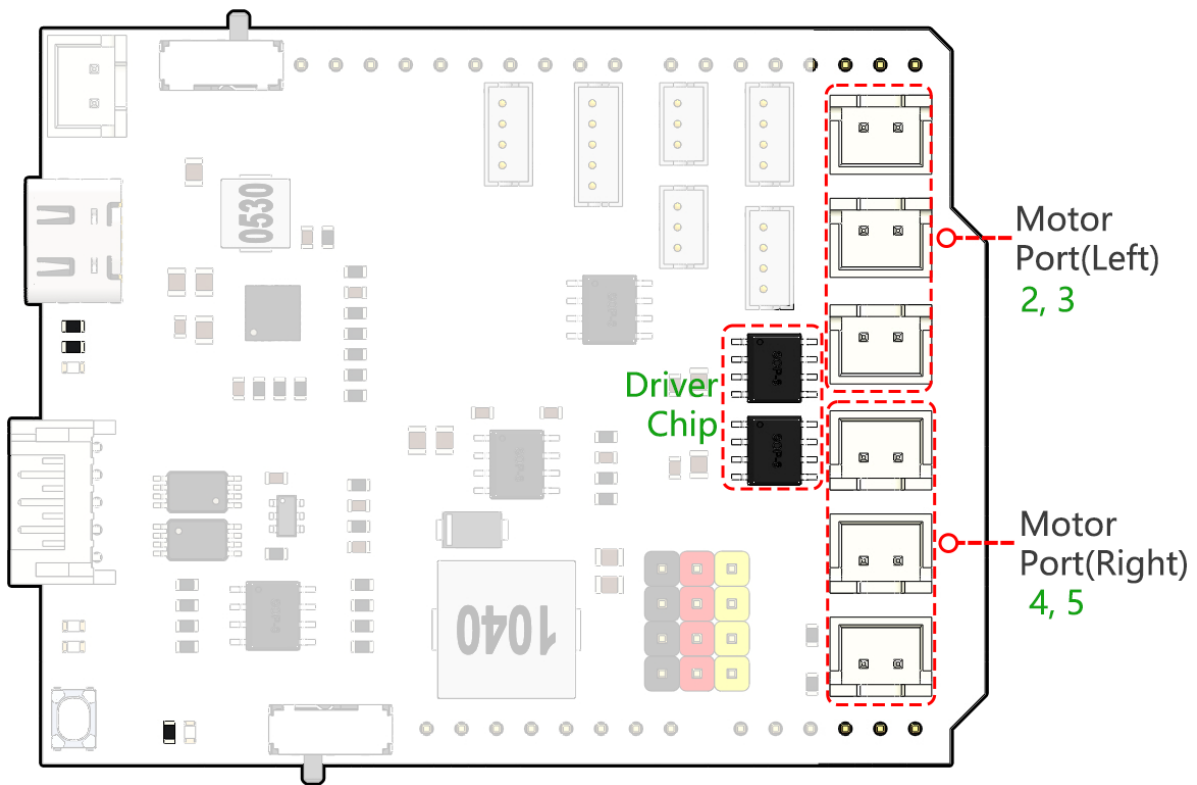 0530
Motor
Port(Left)
2, 3
Driver
Chip
Motor
Port(Right)
4, 5
1040